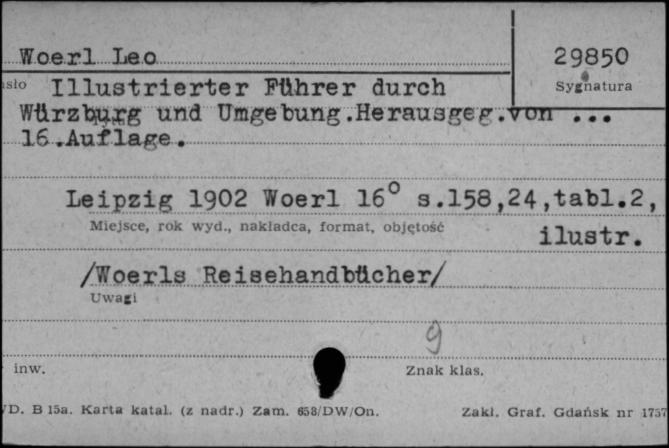 Woerl Leo
29850
sło Illustrierter Führer durch
Sygnatura
Würzburg und Umgebung.Herausgeg.von ...
16.Auflage.
Leipzig 1902 Woerl 16° s.158,24,tabl.2,
Miejsce, rok wyd., nakładca, format, objętość
ilustr.
/Woerls Reisehandbücher/
Uwagi
9
inw.
Znak klas.
D. B 15a. Karta katal. (z nadr.) Zam. 658/DW/On.
Zakł. Graf. Gdańsk nr 1757